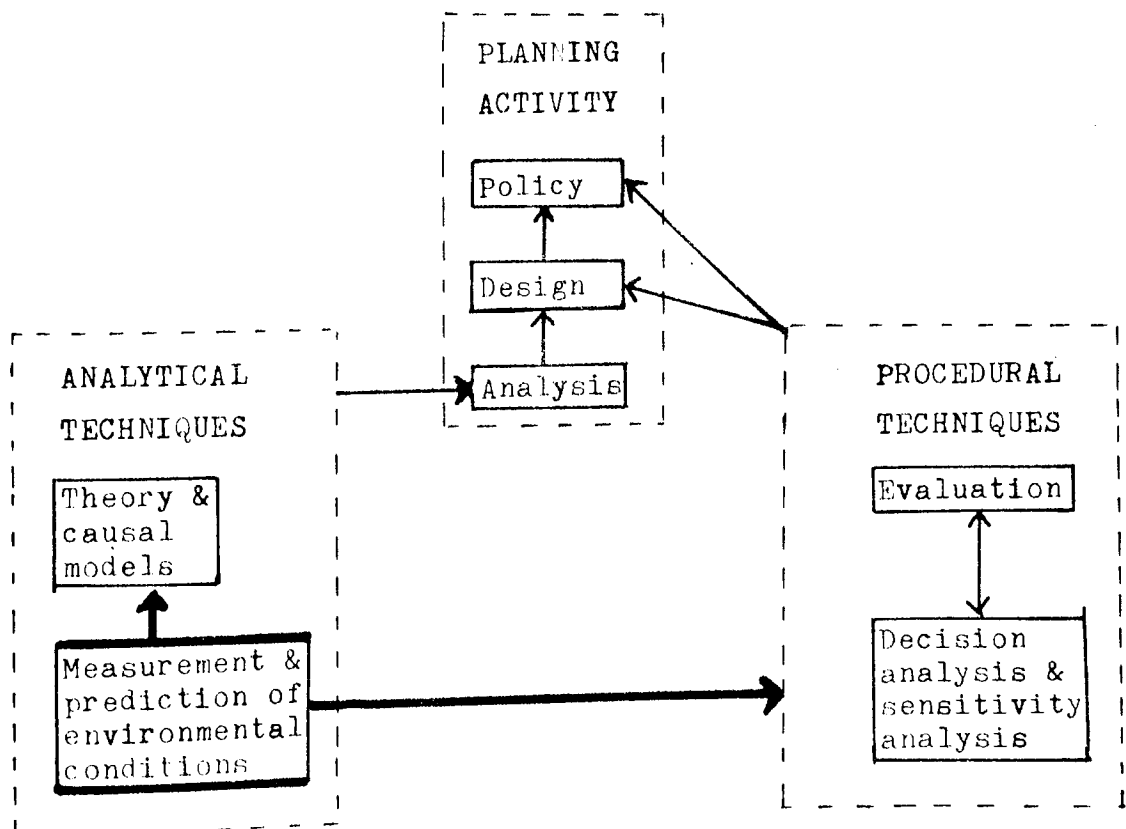 PLANNING
ACTIVITY
Policy
Design
Analysis
ANALYTICAL
TECHNIQUES
Theory &
causal
models
Measurement &
prediction of
environmental
conditions
PROCEDURAL
TECHNIQUES
Evaluation
Decision
analysis &
sensitivity
analysis